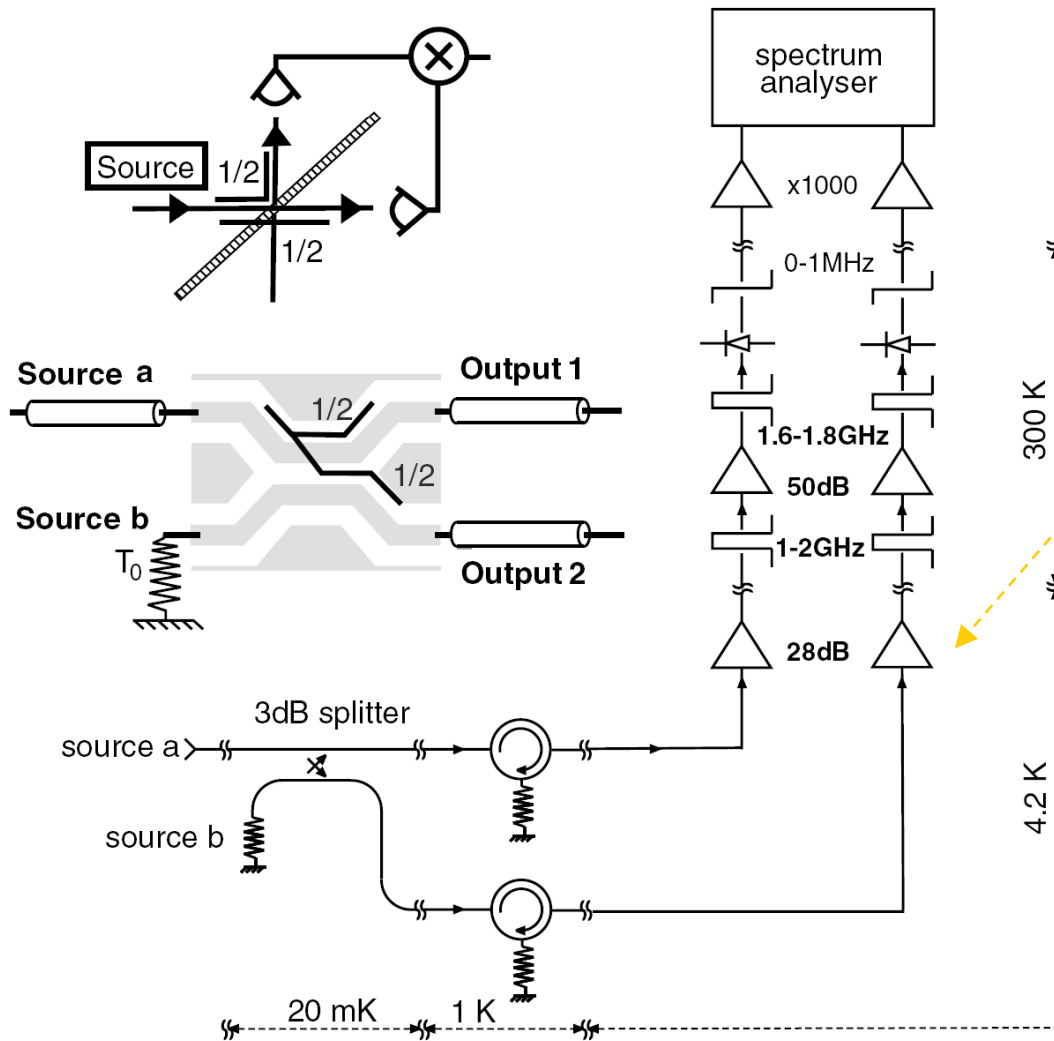 spectrum
analyser
Source
1/2
1/2
x1000
0-1MHz
Source a
Output 1
1/2
1.6-1.8GHz
300 K
1/2
50dB
Source b
1-2GHz
T0
Output 2
28dB
3dB splitter
source a
4.2 K
source b
20 mK
1 K